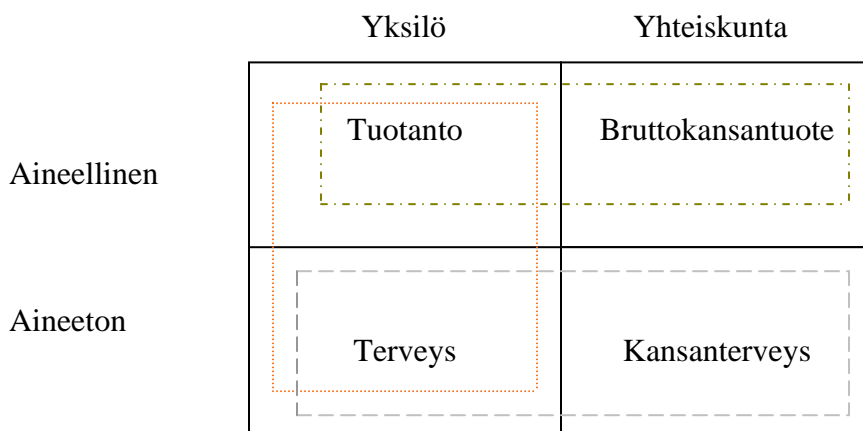 Yksilö Yhteiskunta
Aineellinen Tuotanto Bruttokansantuote
Aineeton Terveys Kansanterveys